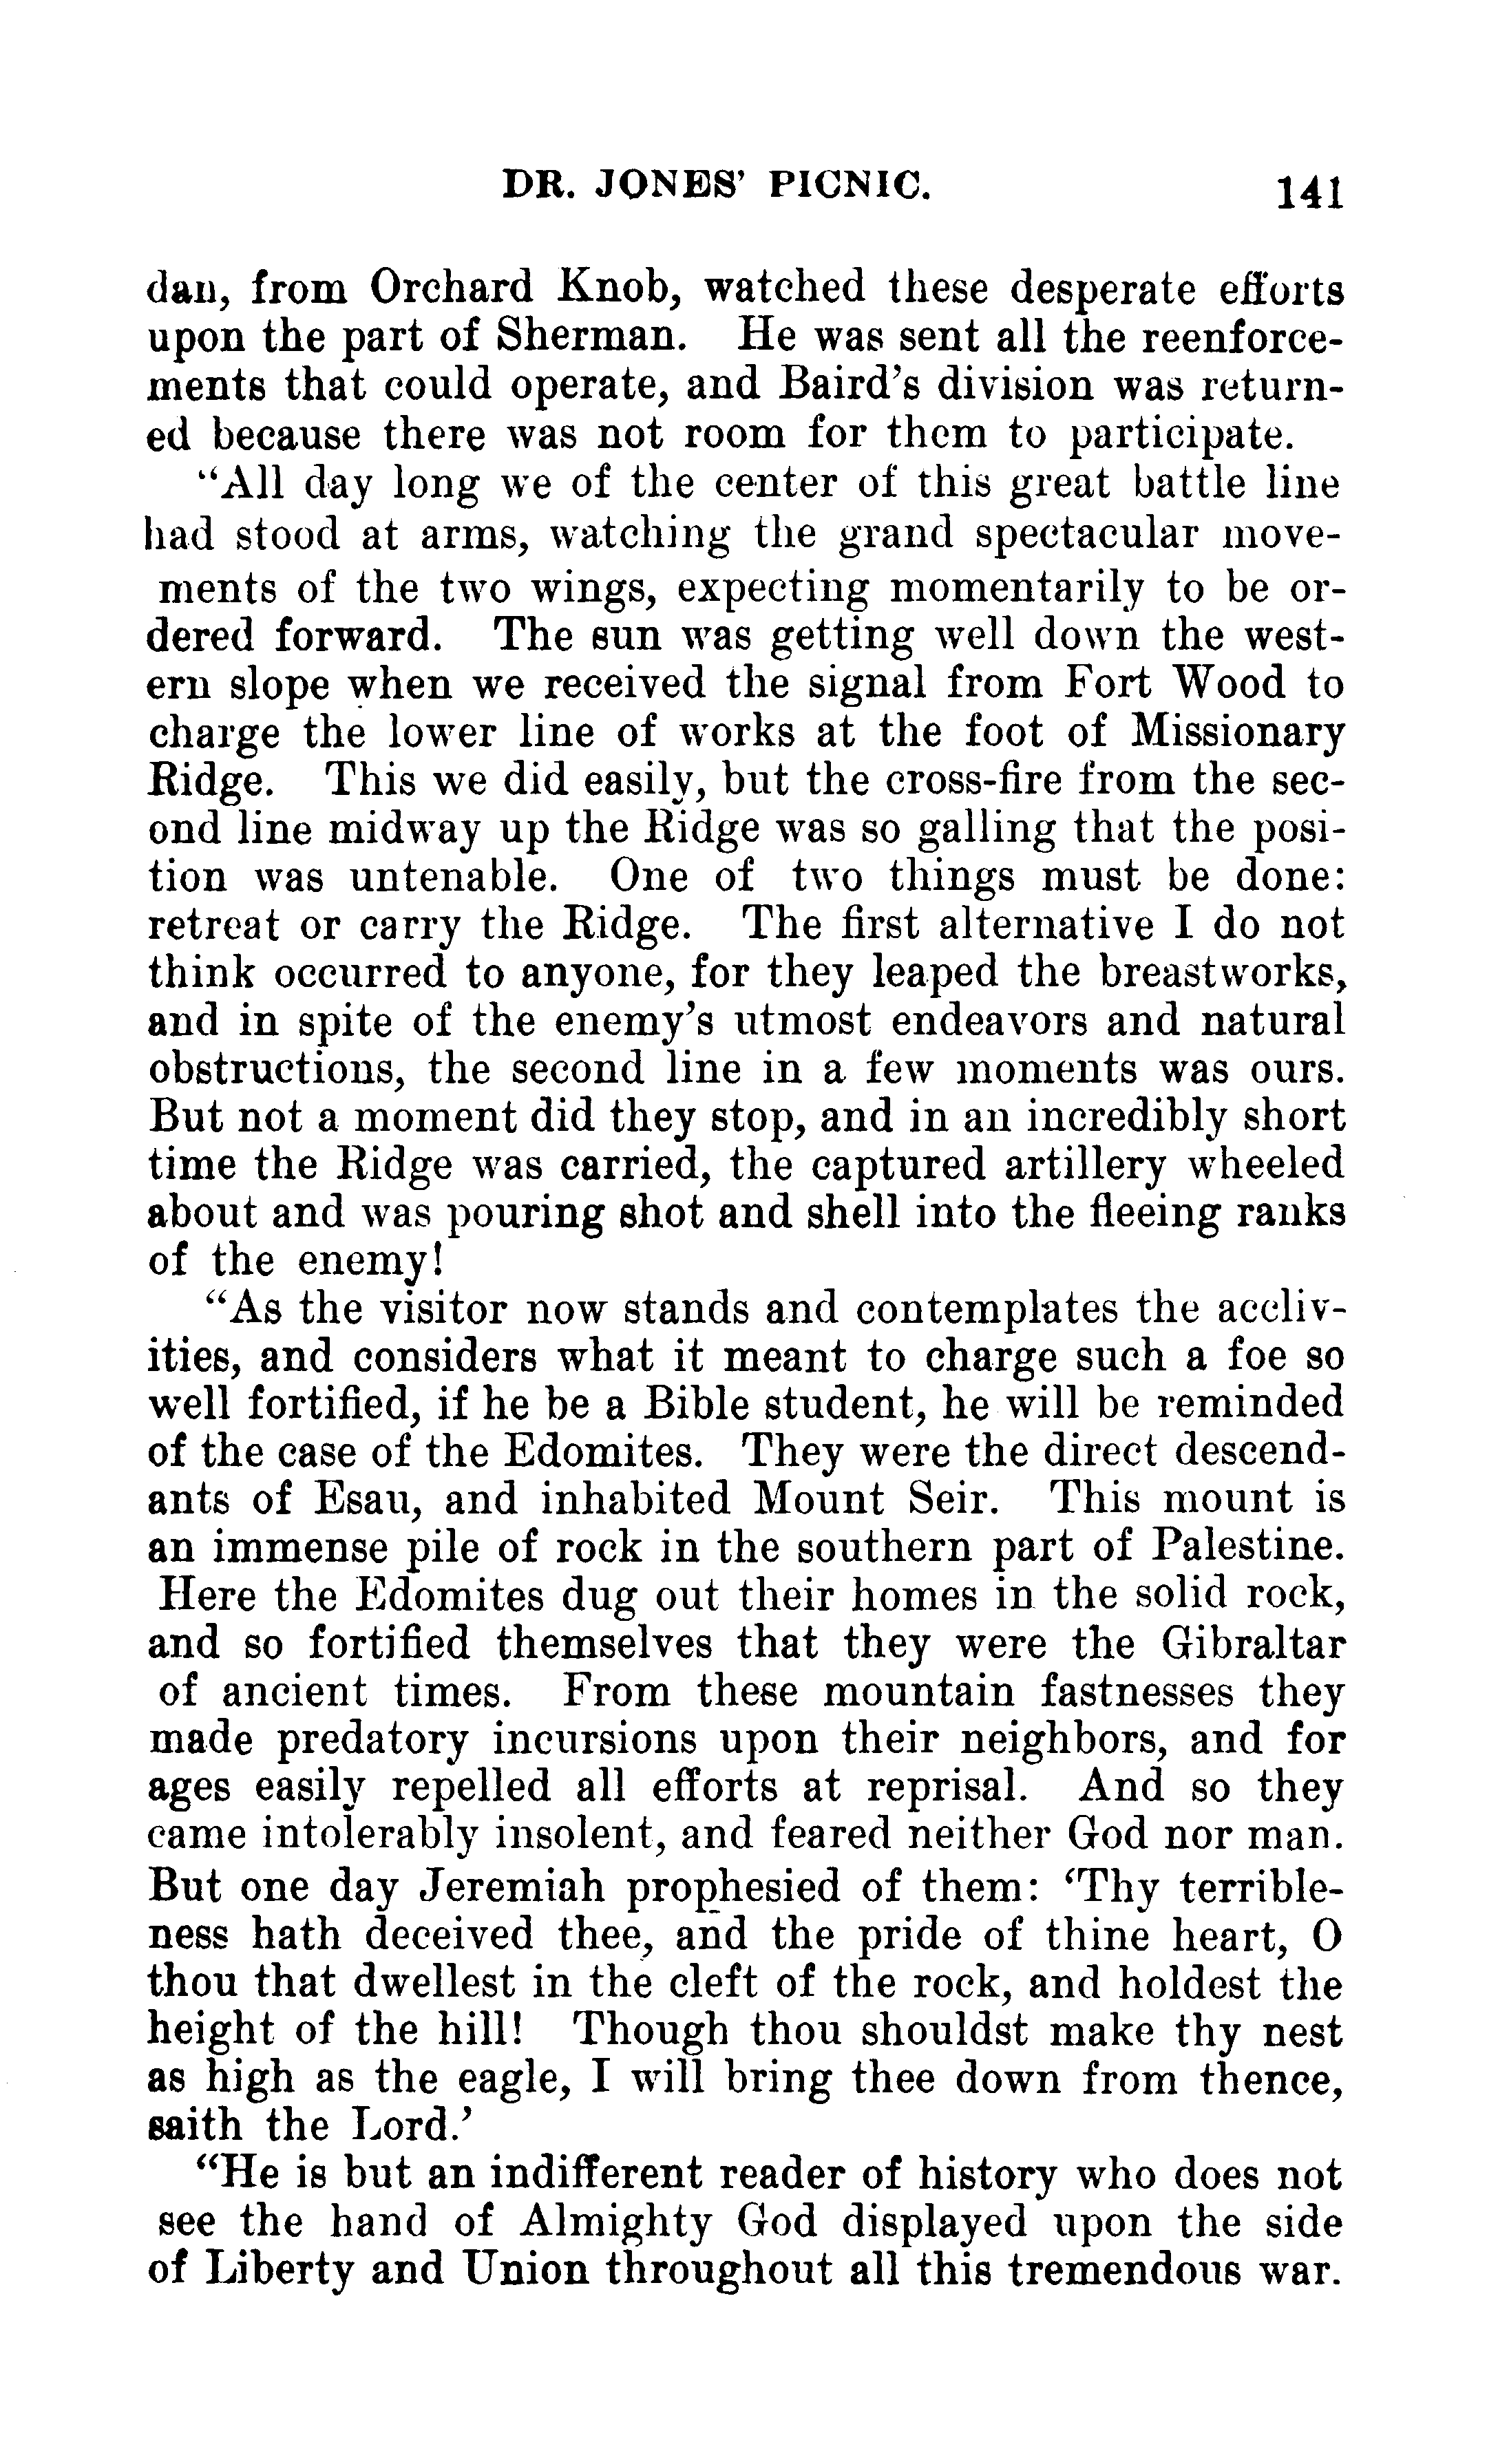 DR. JONES' PICNIC. 141
dan, from Orchard Knob, watched these desperate efforts
upon the part of Sherman. He was sent all the reenforce-
ments that could operate, and Baird's division was return-
ed because there was not room for them to participate.
"All day long we of the center of this great battle line
had stood at arms, watching the grand spectacular move-
ments of the two wings, expecting momentarily to be or-
dered forward. The sun was getting well down the west-
ern slope when we received the signal from Fort Wood to
charge the lower line of works at the foot of Missionary
Ridge. This we did easily, but the cross-fire from the sec-
ond line midway up the Ridge was so galling that the posi-
tion was untenable. One of two things must be done:
retreat or carry the Ridge. The first alternative I do not
think occurred to anyone, for they leaped the breastworks,
and in spite of the enemy's utmost endeavors and natural
obstructions, the second line in a few moments was ours.
But not a moment did they stop, and in an incredibly short
time the Ridge was carried, the captured artillery wheeled
about and was pouring shot and shell into the fleeing ranks
of the enemy!
"As the visitor now stands and contemplates the accliv-
ities, and considers what it meant to charge such a foe so
well fortified, if he be a Bible student, he will be reminded
of the case of the Edomites. They were the direct descend-
ants of Esau, and inhabited Mount Seir. This mount is
an immense pile of rock in the southern part of Palestine.
Here the Edomites dug out their homes in the solid rock,
and so fortified themselves that they were the Gibraltar
of ancient times. From these mountain fastnesses they
made predatory incursions upon their neighbors, and for
ages easily repelled all efforts at reprisal. And so they
came intolerably insolent, and feared neither God nor man.
But one day Jeremiah prophesied of them: 'Thy terrible-
ness hath deceived thee, and the pride of thine heart, O
thou that dwellest in the cleft of the rock, and holdest the
height of the hill! Though thou shouldst make thy nest
as high as the eagle, I will bring thee down from thence,
saith the Lord.'
"He is but an indifferent reader of history who does not
see the hand of Almighty God displayed upon the side
of Liberty and Union throughout all this tremendous war.